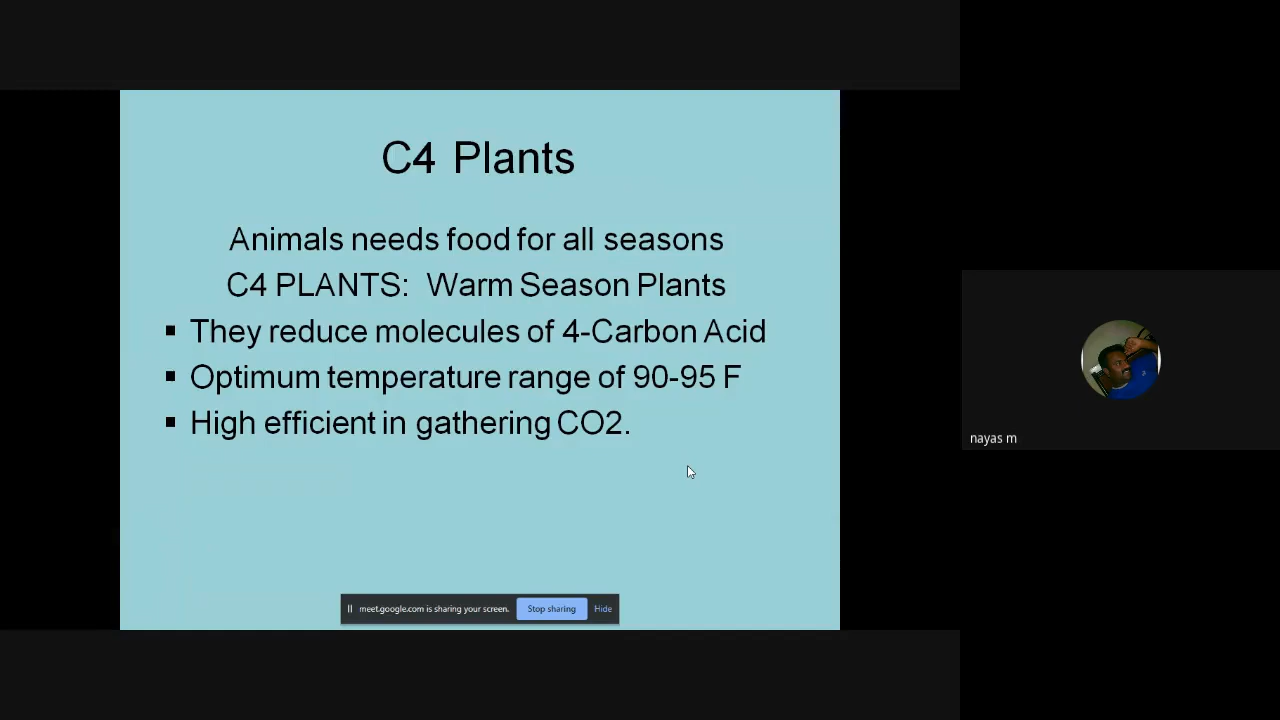 C4 Plants
Animals needs food for all seasons
C4 PLANTS: Warm Season Plants
▪ They reduce molecules of 4-Carbon Acid
▪ Optimum temperature range of 90-95 F
▪ High efficient in gathering CO2.
nayas m
meet.google.com is sharing your screen. Stop sharing Hide